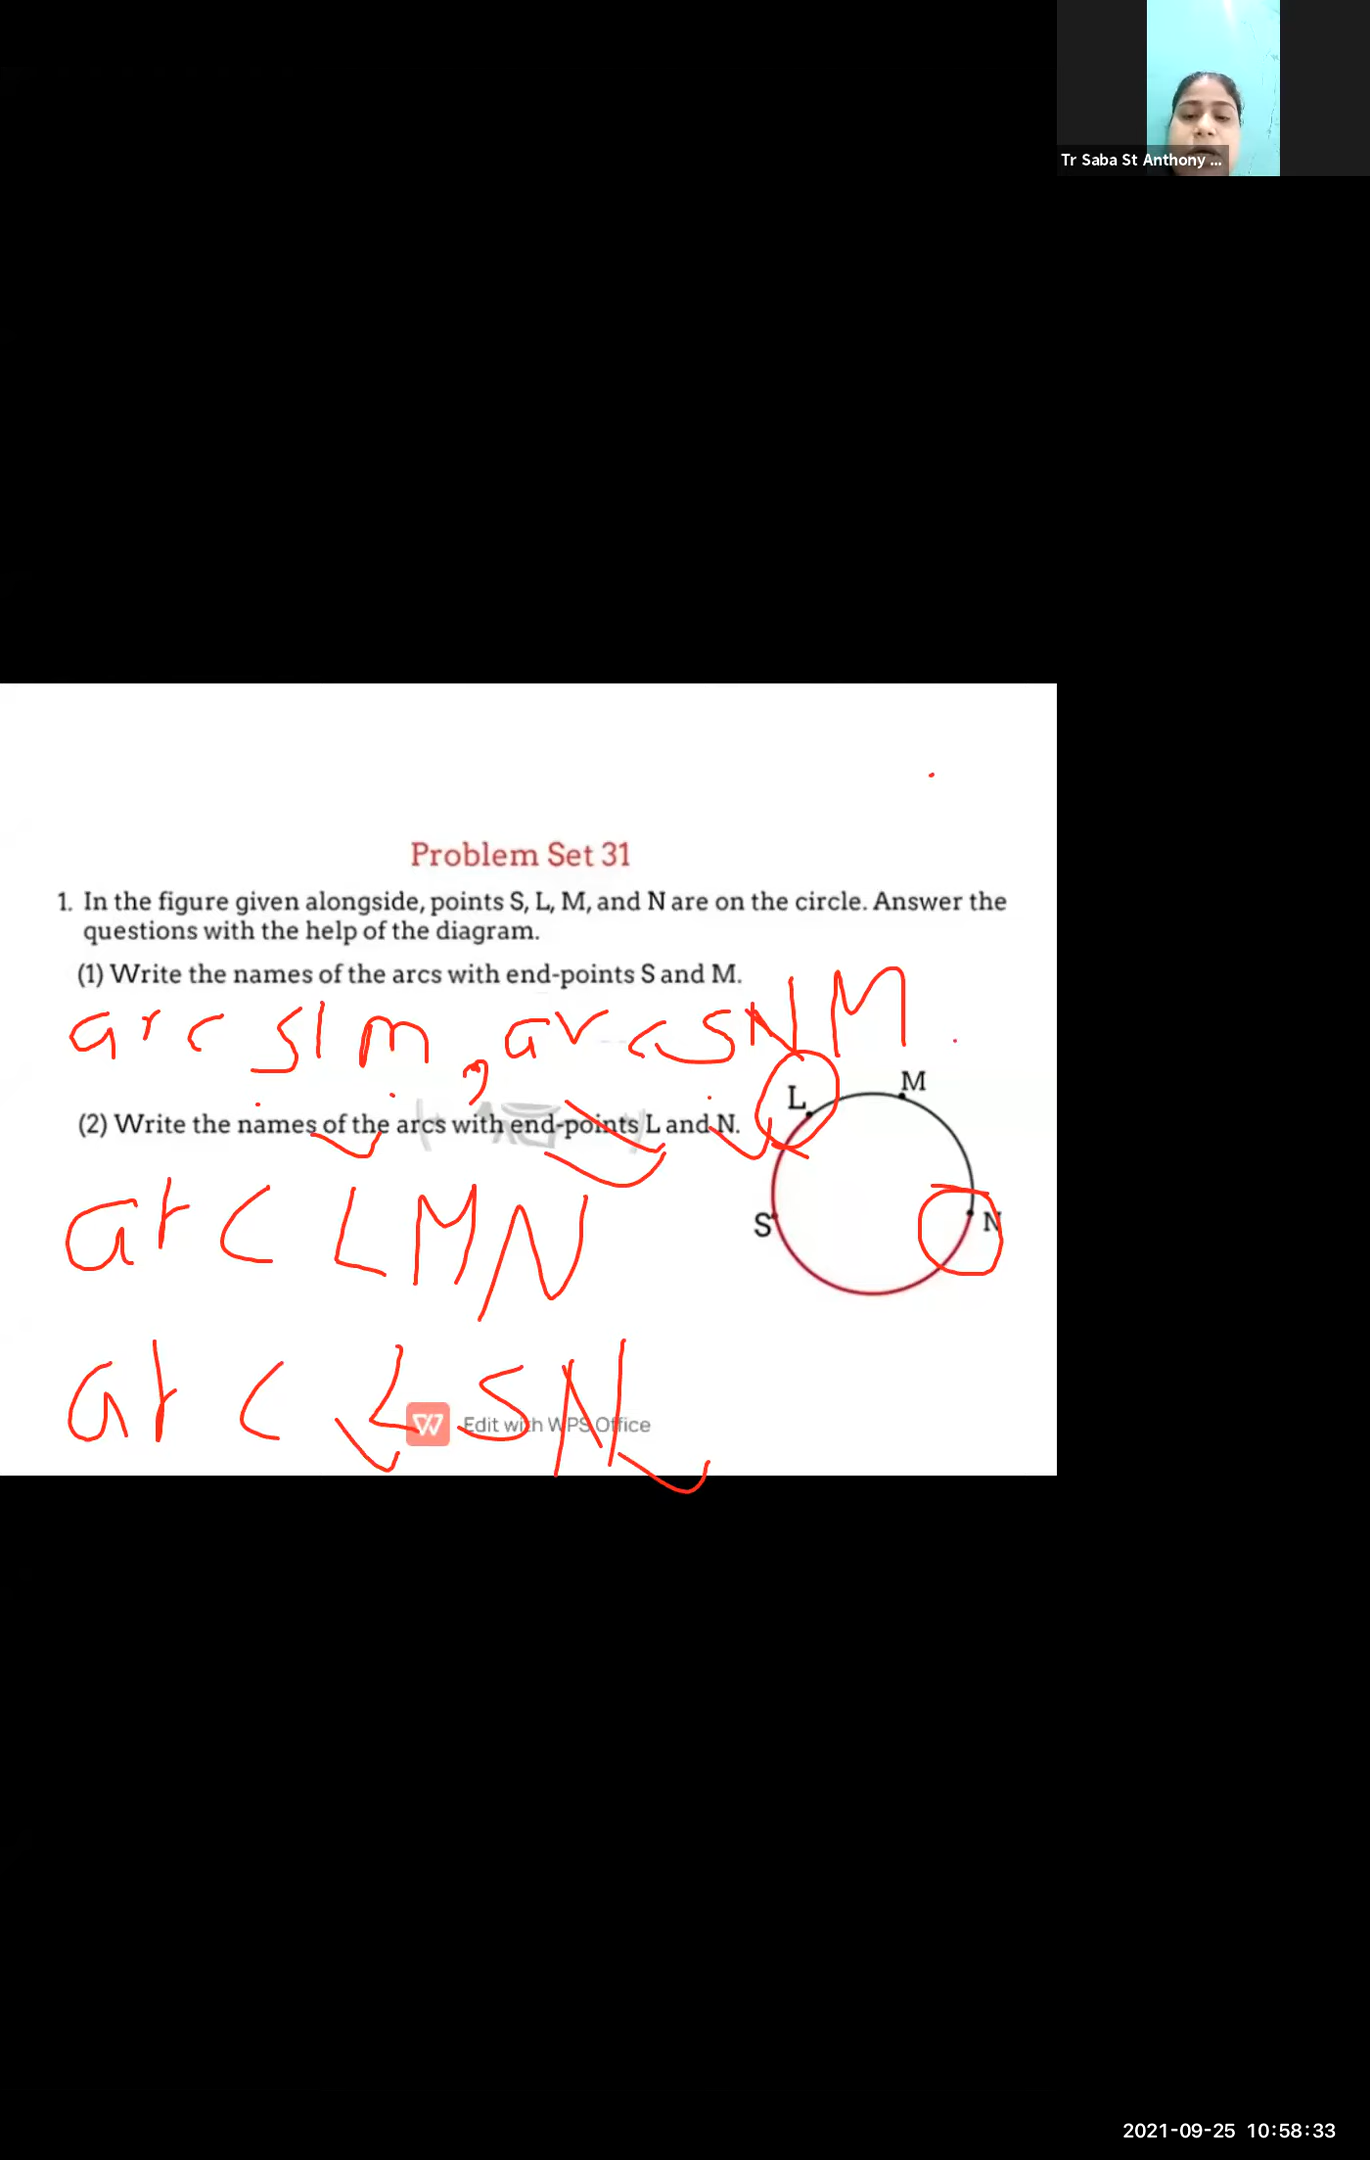 Tr Saba St Anthony ...
Problem Set 31
1. In the figure given alongside, points S, L, M, and N are on the circle. Answer the
questions with the help of the diagram.
(1) Write the names of the arcs with end-points S and M.
arc slm, arc SNM.
L
M
(2) Write the names of the arcs with end-points L and N.
S
N
arc LMN
arc LSN
Edit with WPS Office
2021-09-25 10:58:33